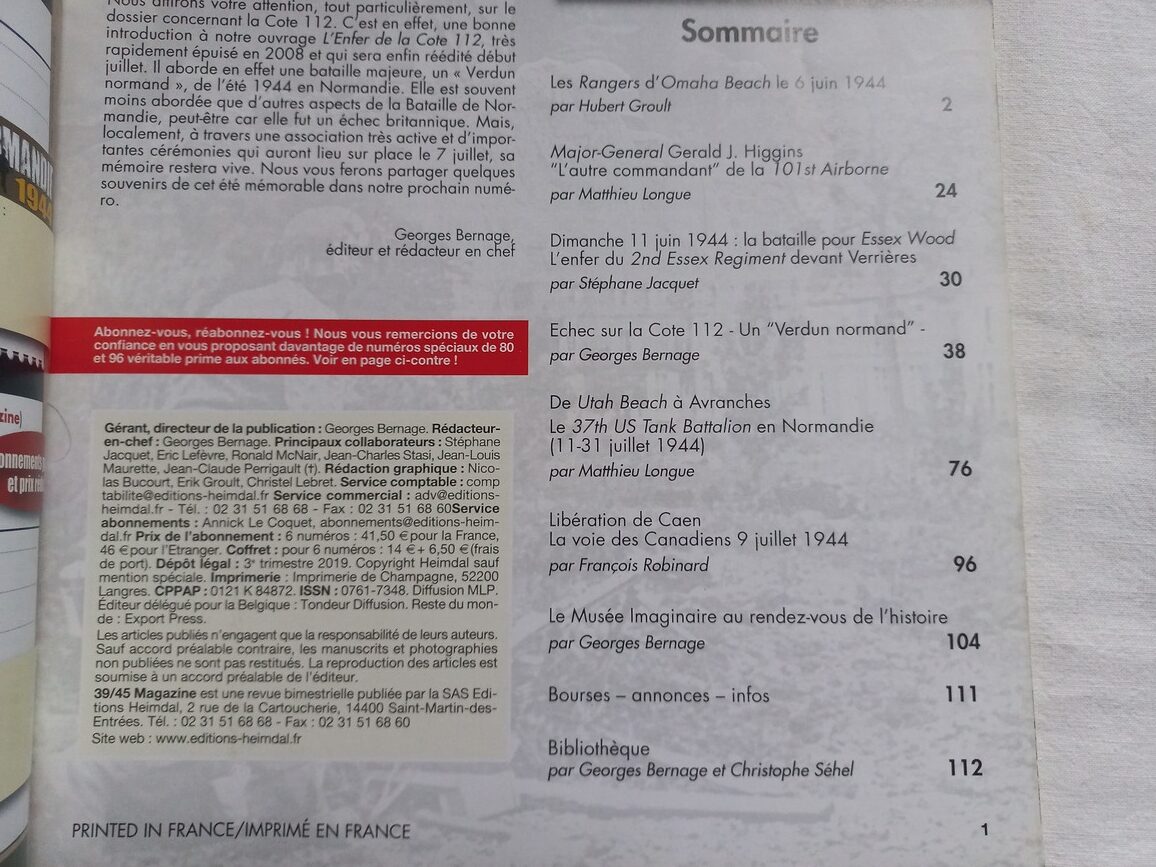 Nous attirons votre attention, tout particulièrement, sur le
dossier concernant la Cote 112. C'est en effet, une bonne
introduction à notre ouvrage L'Enfer de la Cote 112, très
rapidement épuisé en 2008 et qui sera enfin réédité début
juillet. Il aborde en effet une bataille majeure, un « Verdun
normand », de l'été 1944 en Normandie. Elle est souvent
moins abordée que d'autres aspects de la Bataille de Nor-
mandie, peut-être car elle fut un échec britannique. Mais,
localement, à travers une association très active et d'impor-
tantes cérémonies qui auront lieu sur place le 7 juillet, sa
mémoire restera vive. Nous vous ferons partager quelques
souvenirs de cet été mémorable dans notre prochain numé-
ro.
Georges Bernage,
éditeur et rédacteur en chef
Abonnez-vous, réabonnez-vous ! Nous vous remercions de votre
confiance en vous proposant davantage de numéros spéciaux de 80
et 96 véritable prime aux abonnés. Voir en page ci-contre !
Gérant, directeur de la publication : Georges Bernage. Rédacteur-
en-chef : Georges Bernage. Principaux collaborateurs : Stéphane
Jacquet, Eric Lefèvre, Ronald McNair, Jean-Charles Stasi, Jean-Louis
Maurette, Jean-Claude Perrigault (†). Rédaction graphique : Nico-
las Bucourt, Erik Groult, Christel Lebret. Service comptable : comp
tabilite@editions-heimdal.fr Service commercial : adv@editions-
heimdal.fr - Tél. : 02 31 51 68 68 - Fax : 02 31 51 68 60Service
abonnements : Annick Le Coquet, abonnements@editions-heim-
dal.fr Prix de l'abonnement : 6 numéros : 41,50 € pour la France,
46 € pour l'Etranger. Coffret : pour 6 numéros : 14 € + 6,50 € (frais
de port). Dépôt légal : 3e trimestre 2019. Copyright Heimdal sauf
mention spéciale. Imprimerie : Imprimerie de Champagne, 52200
Langres. CPPAP : 0121 K 84872. ISSN : 0761-7348. Diffusion MLP.
Éditeur délégué pour la Belgique : Tondeur Diffusion. Reste du mon-
de : Export Press.
Les articles publiés n'engagent que la responsabilité de leurs auteurs.
Sauf accord préalable contraire, les manuscrits et photographies
non publiées ne sont pas restitués. La reproduction des articles est
soumise à un accord préalable de l'éditeur.
39/45 Magazine est une revue bimestrielle publiée par la SAS Edi-
tions Heimdal, 2 rue de la Cartoucherie, 14400 Saint-Martin-des-
Entrées. Tél. : 02 31 51 68 68 - Fax : 02 31 51 68 60
Site web : www.editions-heimdal.fr
PRINTED IN FRANCE/IMPRIMÉ EN FRANCE
Sommaire
Les Rangers d'Omaha Beach le 6 juin 1944
par Hubert Groult 2
Major-General Gerald J. Higgins
"L'autre commandant" de la 101st Airborne
par Matthieu Longue 24
Dimanche 11 juin 1944 : la bataille pour Essex Wood
L'enfer du 2nd Essex Regiment devant Verrières
par Stéphane Jacquet 30
Echec sur la Cote 112 - Un "Verdun normand" -
par Georges Bernage 38
De Utah Beach à Avranches
Le 37th US Tank Battalion en Normandie
(11-31 juillet 1944)
par Matthieu Longue 76
Libération de Caen
La voie des Canadiens 9 juillet 1944
par François Robinard 96
Le Musée Imaginaire au rendez-vous de l'histoire
par Georges Bernage 104
Bourses – annonces – infos 111
Bibliothèque
par Georges Bernage et Christophe Séhel 112
1